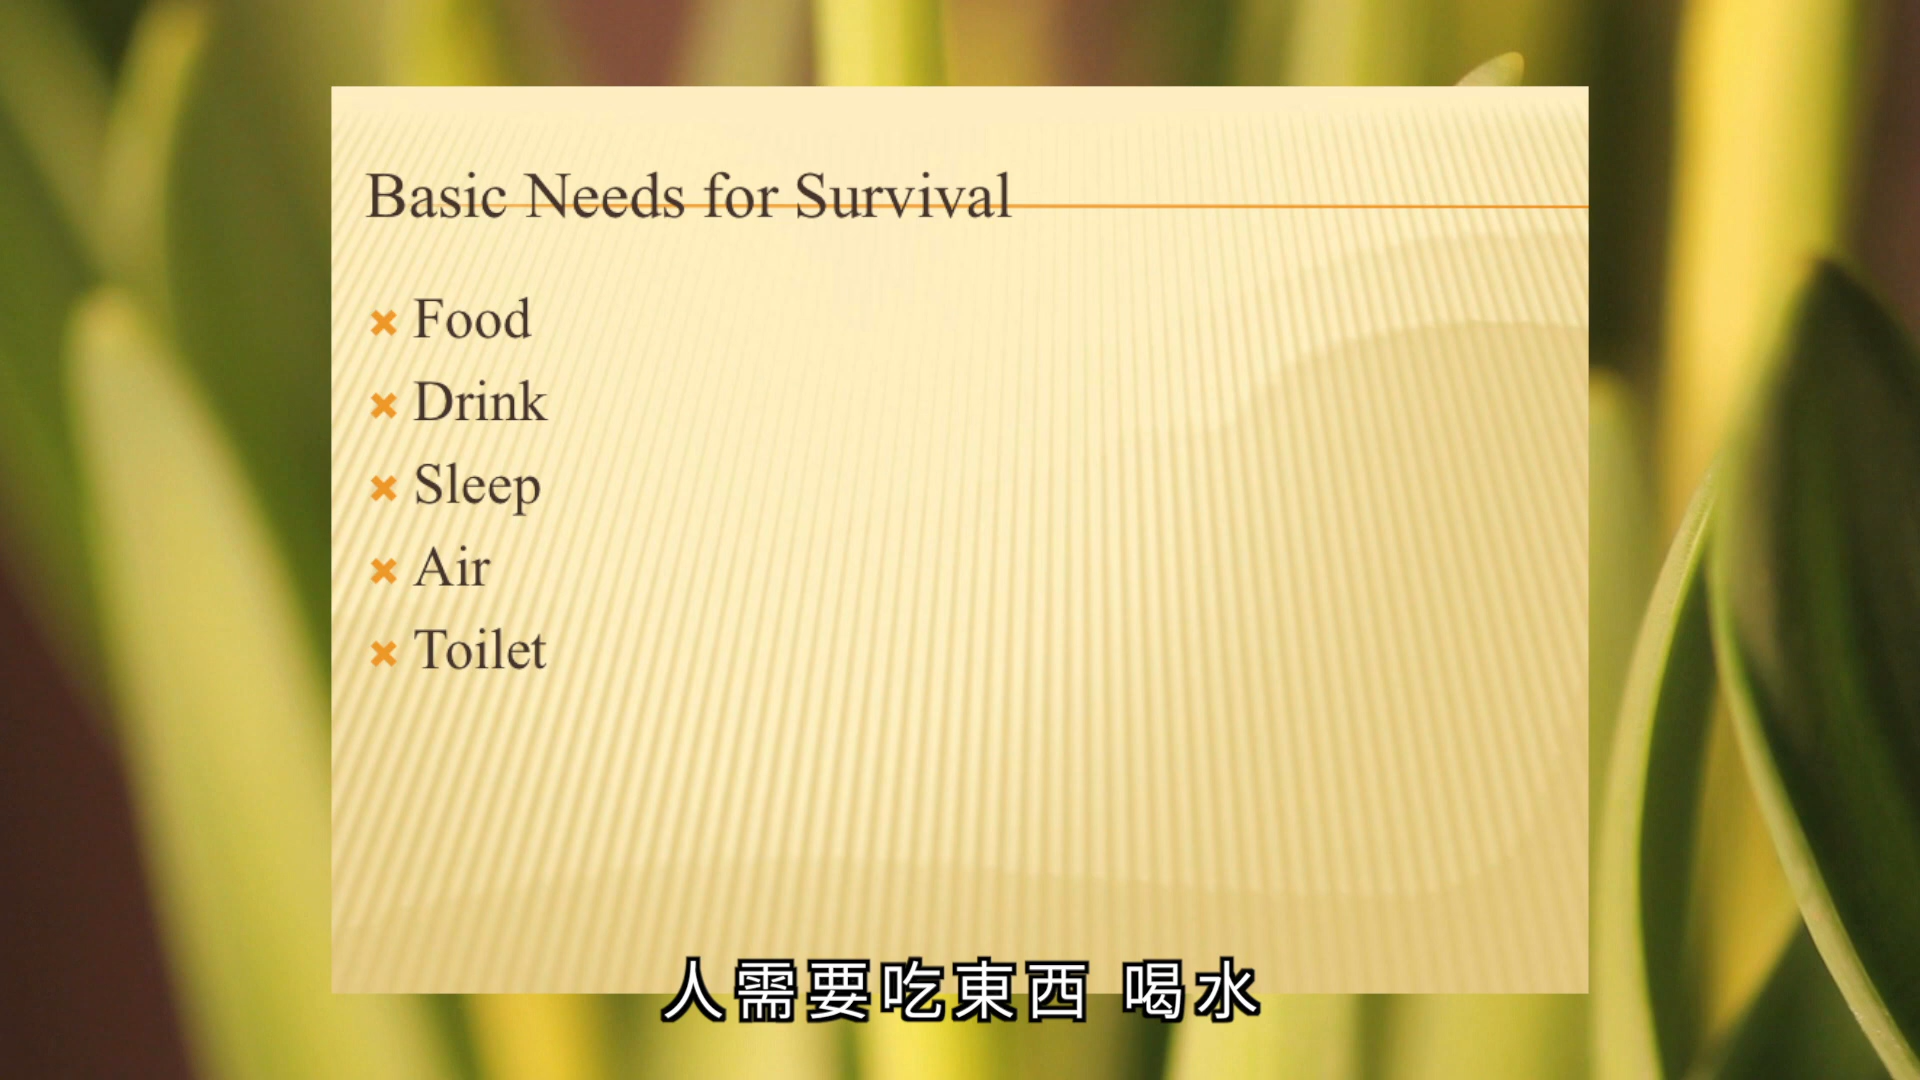 Basic Needs for Survival
Food
Drink
Sleep
Air
Toilet
人需要吃東西 喝水